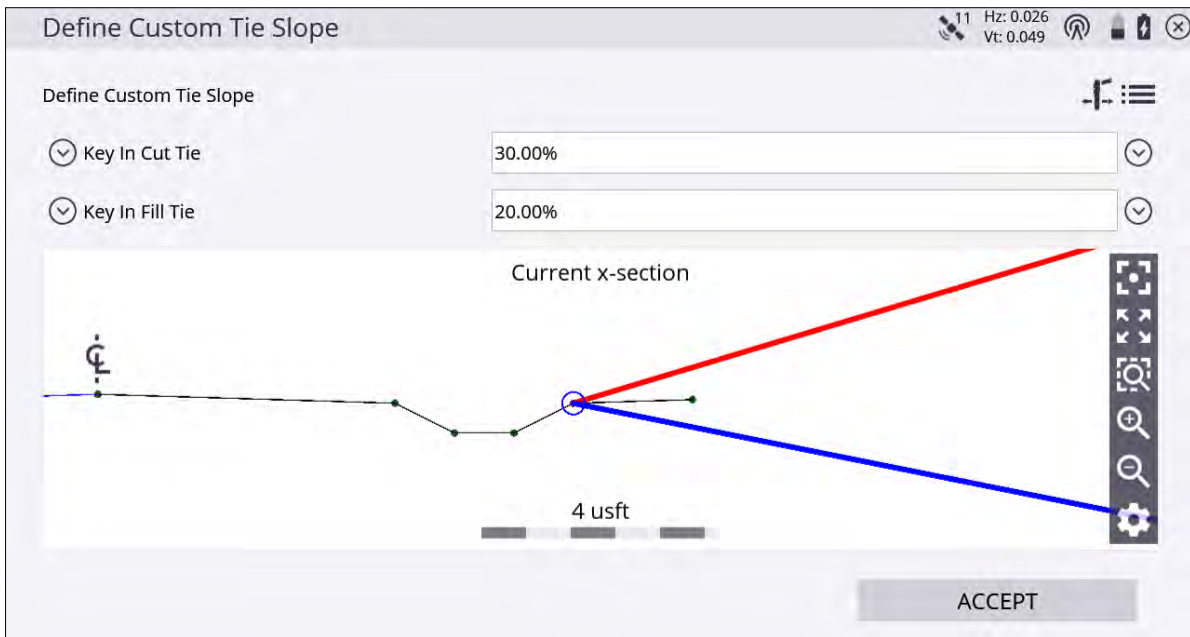 Define Custom Tie Slope
11
Hz: 0.026
Vt: 0.049
Define Custom Tie Slope
Key In Cut Tie
30.00%
Key In Fill Tie
20.00%
Current x-section
℄
4 usft
ACCEPT